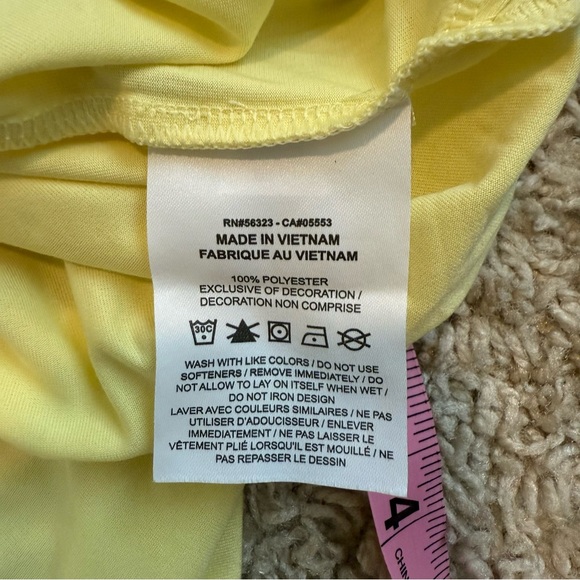 RN#56323 - CA#05553
MADE IN VIETNAM
FABRIQUE AU VIETNAM
100% POLYESTER
EXCLUSIVE OF DECORATION /
DECORATION NON COMPRISE
30C
WASH WITH LIKE COLORS / DO NOT USE
SOFTENERS / REMOVE IMMEDIATELY / DO
NOT ALLOW TO LAY ON ITSELF WHEN WET /
DO NOT IRON DESIGN
LAVER AVEC COULEURS SIMILAIRES / NE PAS
UTILISER D'ADOUCISSEUR / ENLEVER
IMMEDIATEMENT / NE PAS LAISSER LE
VÊTEMENT PLIÉ LORSQU'IL EST MOUILLÉ / NE
PAS REPASSER LE DESSIN
4